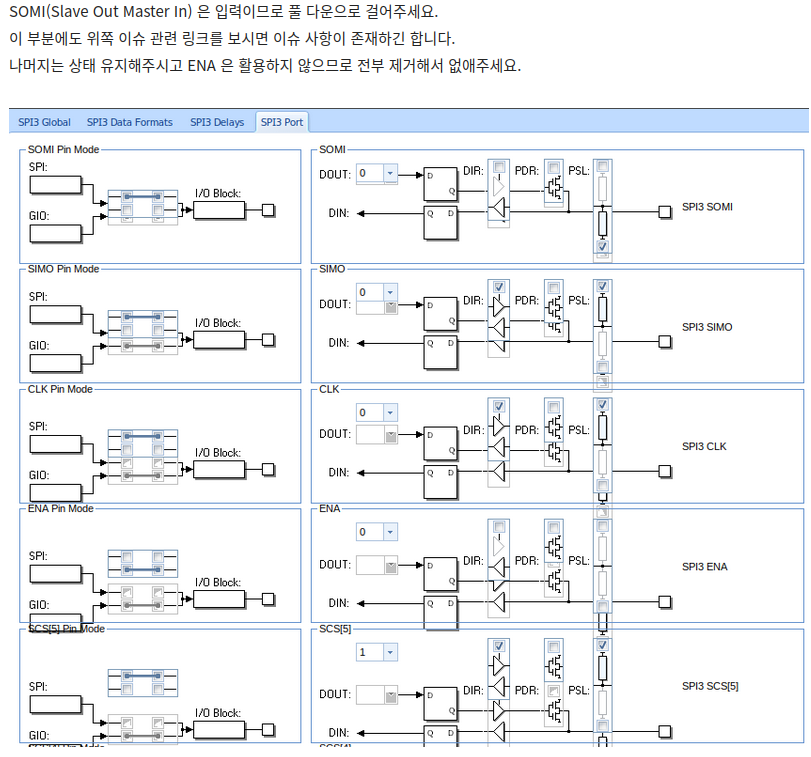 SOMI(Slave Out Master In) 은 입력이므로 풀 다운으로 걸어주세요.
이 부분에도 위쪽 이슈 관련 링크를 보시면 이슈 사항이 존재하긴 합니다.
나머지는 상태 유지해주시고 ENA 은 활용하지 않으므로 전부 제거해서 없애주세요.
SPI3 Global SPI3 Data Formats SPI3 Delays SPI3 Port
SOMI Pin Mode SOMI
SPI: I/O Block: DOUT: 0 D Q DIR: PDR: PSL:
GIO: DIN: Q D SPI3 SOMI
SIMO Pin Mode SIMO
0
SPI: I/O Block: DOUT: D Q DIR: PDR: PSL: SPI3 SIMO
GIO: DIN: Q D
CLK Pin Mode CLK
0
SPI: I/O Block: DOUT: D Q DIR: PDR: PSL: SPI3 CLK
GIO: DIN: Q D
ENA Pin Mode ENA
0
SPI: I/O Block: DOUT: D Q DIR: PDR: PSL: SPI3 ENA
GIO: DIN: Q D
SCS[5] Pin Mode SCS[5]
1
SPI: I/O Block: DOUT: D Q DIR: PDR: PSL: SPI3 SCS[5]
GIO: DIN: Q D